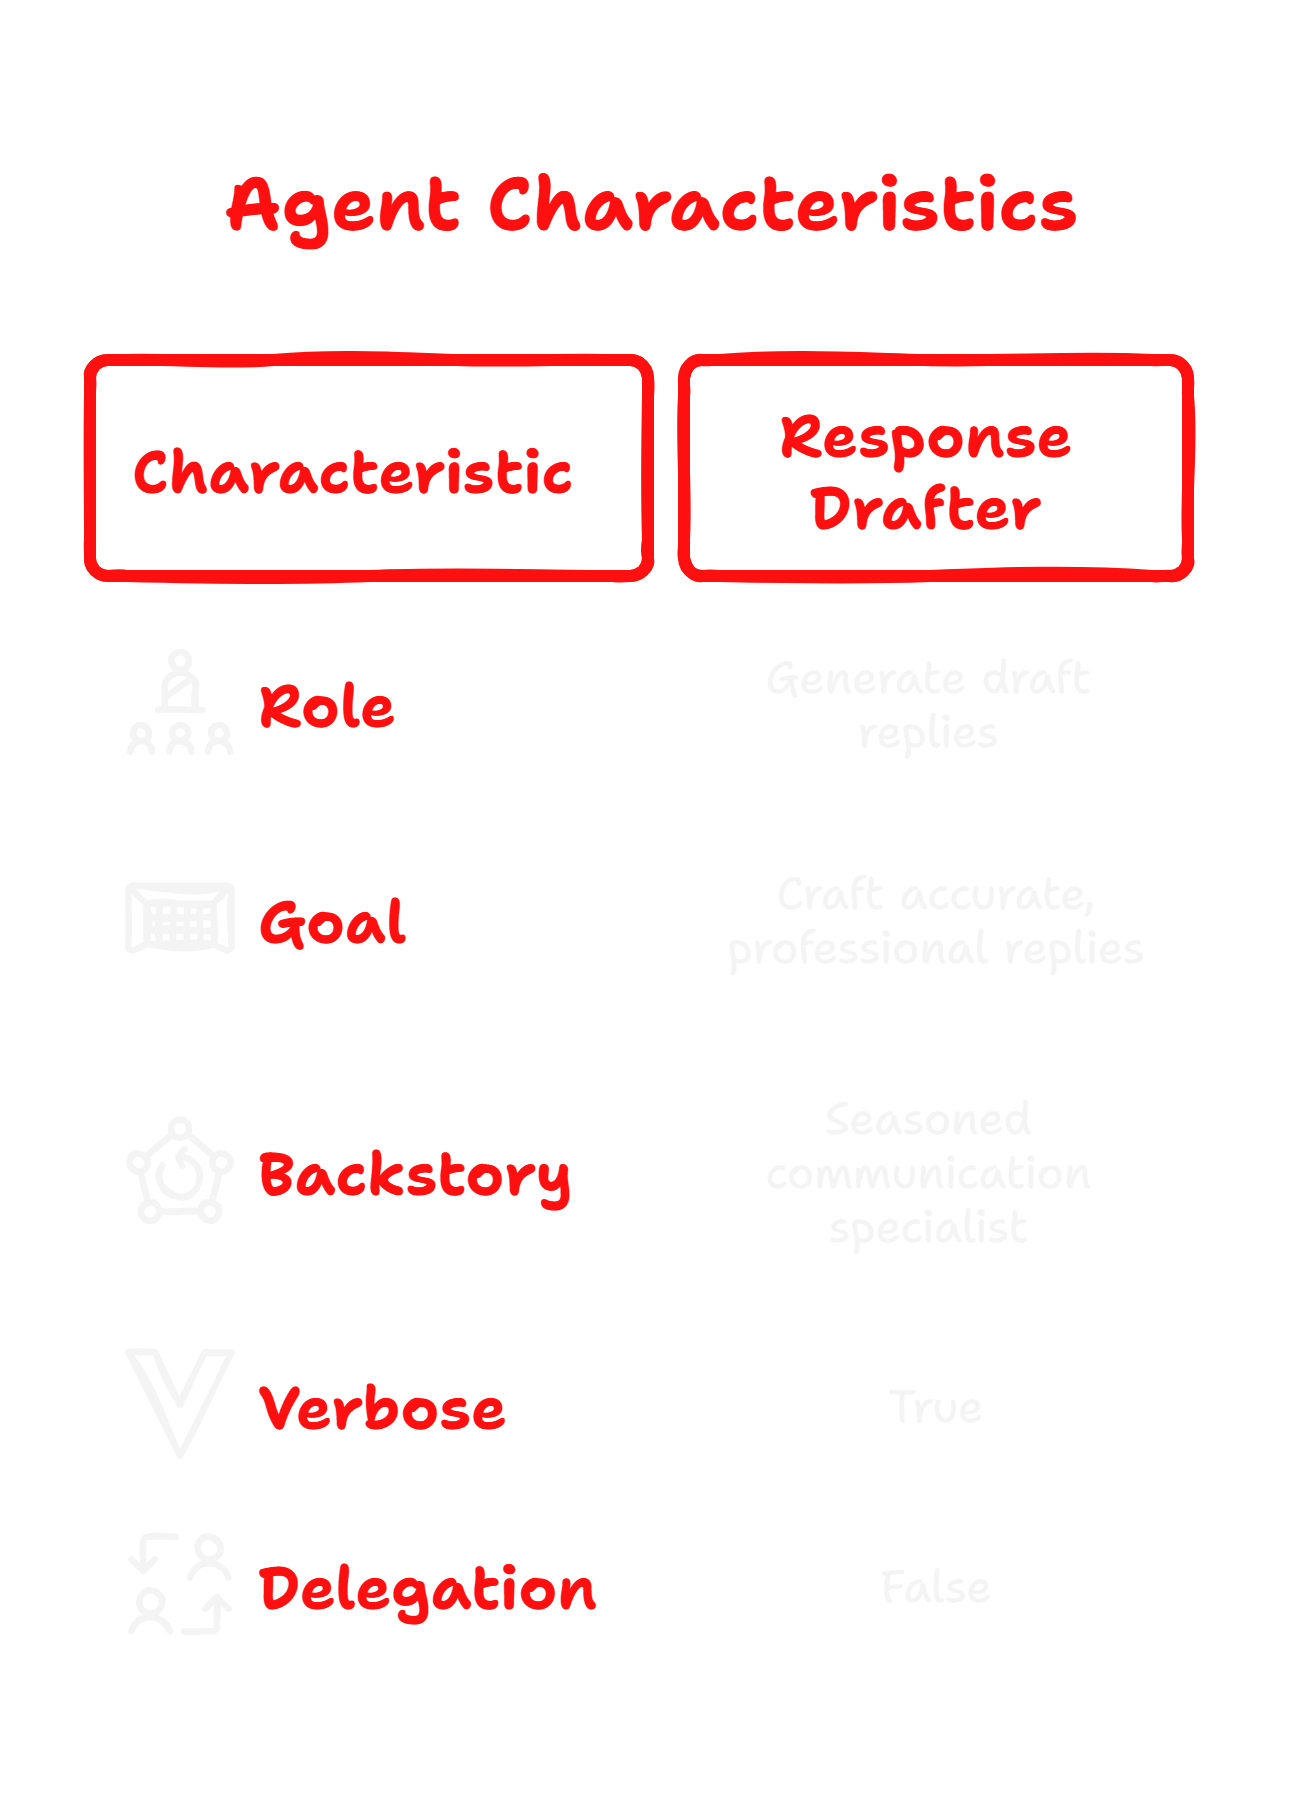 Agent Characteristics
Characteristic
Response
Drafter
Role
Generate draft
replies
Goal
Craft accurate,
professional replies
Backstory
Seasoned
communication
specialist
Verbose
True
Delegation
False